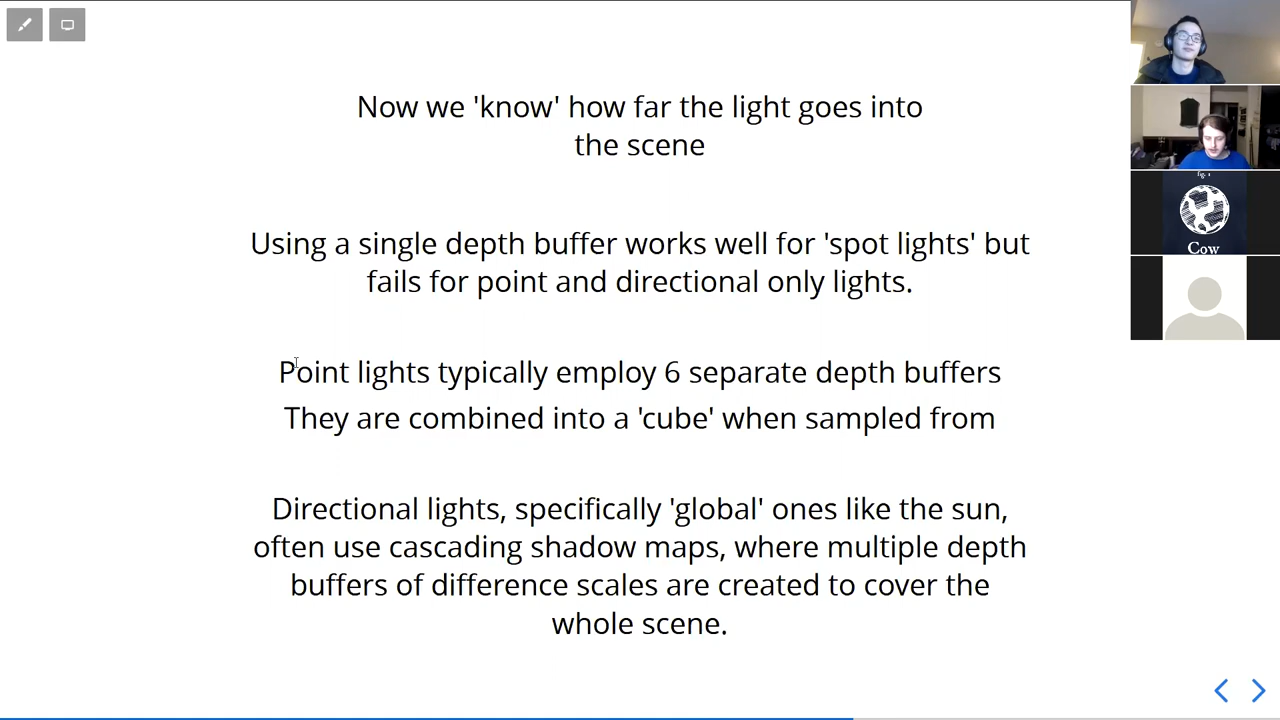 Now we 'know' how far the light goes into
the scene
Using a single depth buffer works well for 'spot lights' but
fails for point and directional only lights.
Point lights typically employ 6 separate depth buffers
They are combined into a 'cube' when sampled from
Directional lights, specifically 'global' ones like the sun,
often use cascading shadow maps, where multiple depth
buffers of difference scales are created to cover the
whole scene.
fig. 1
Cow